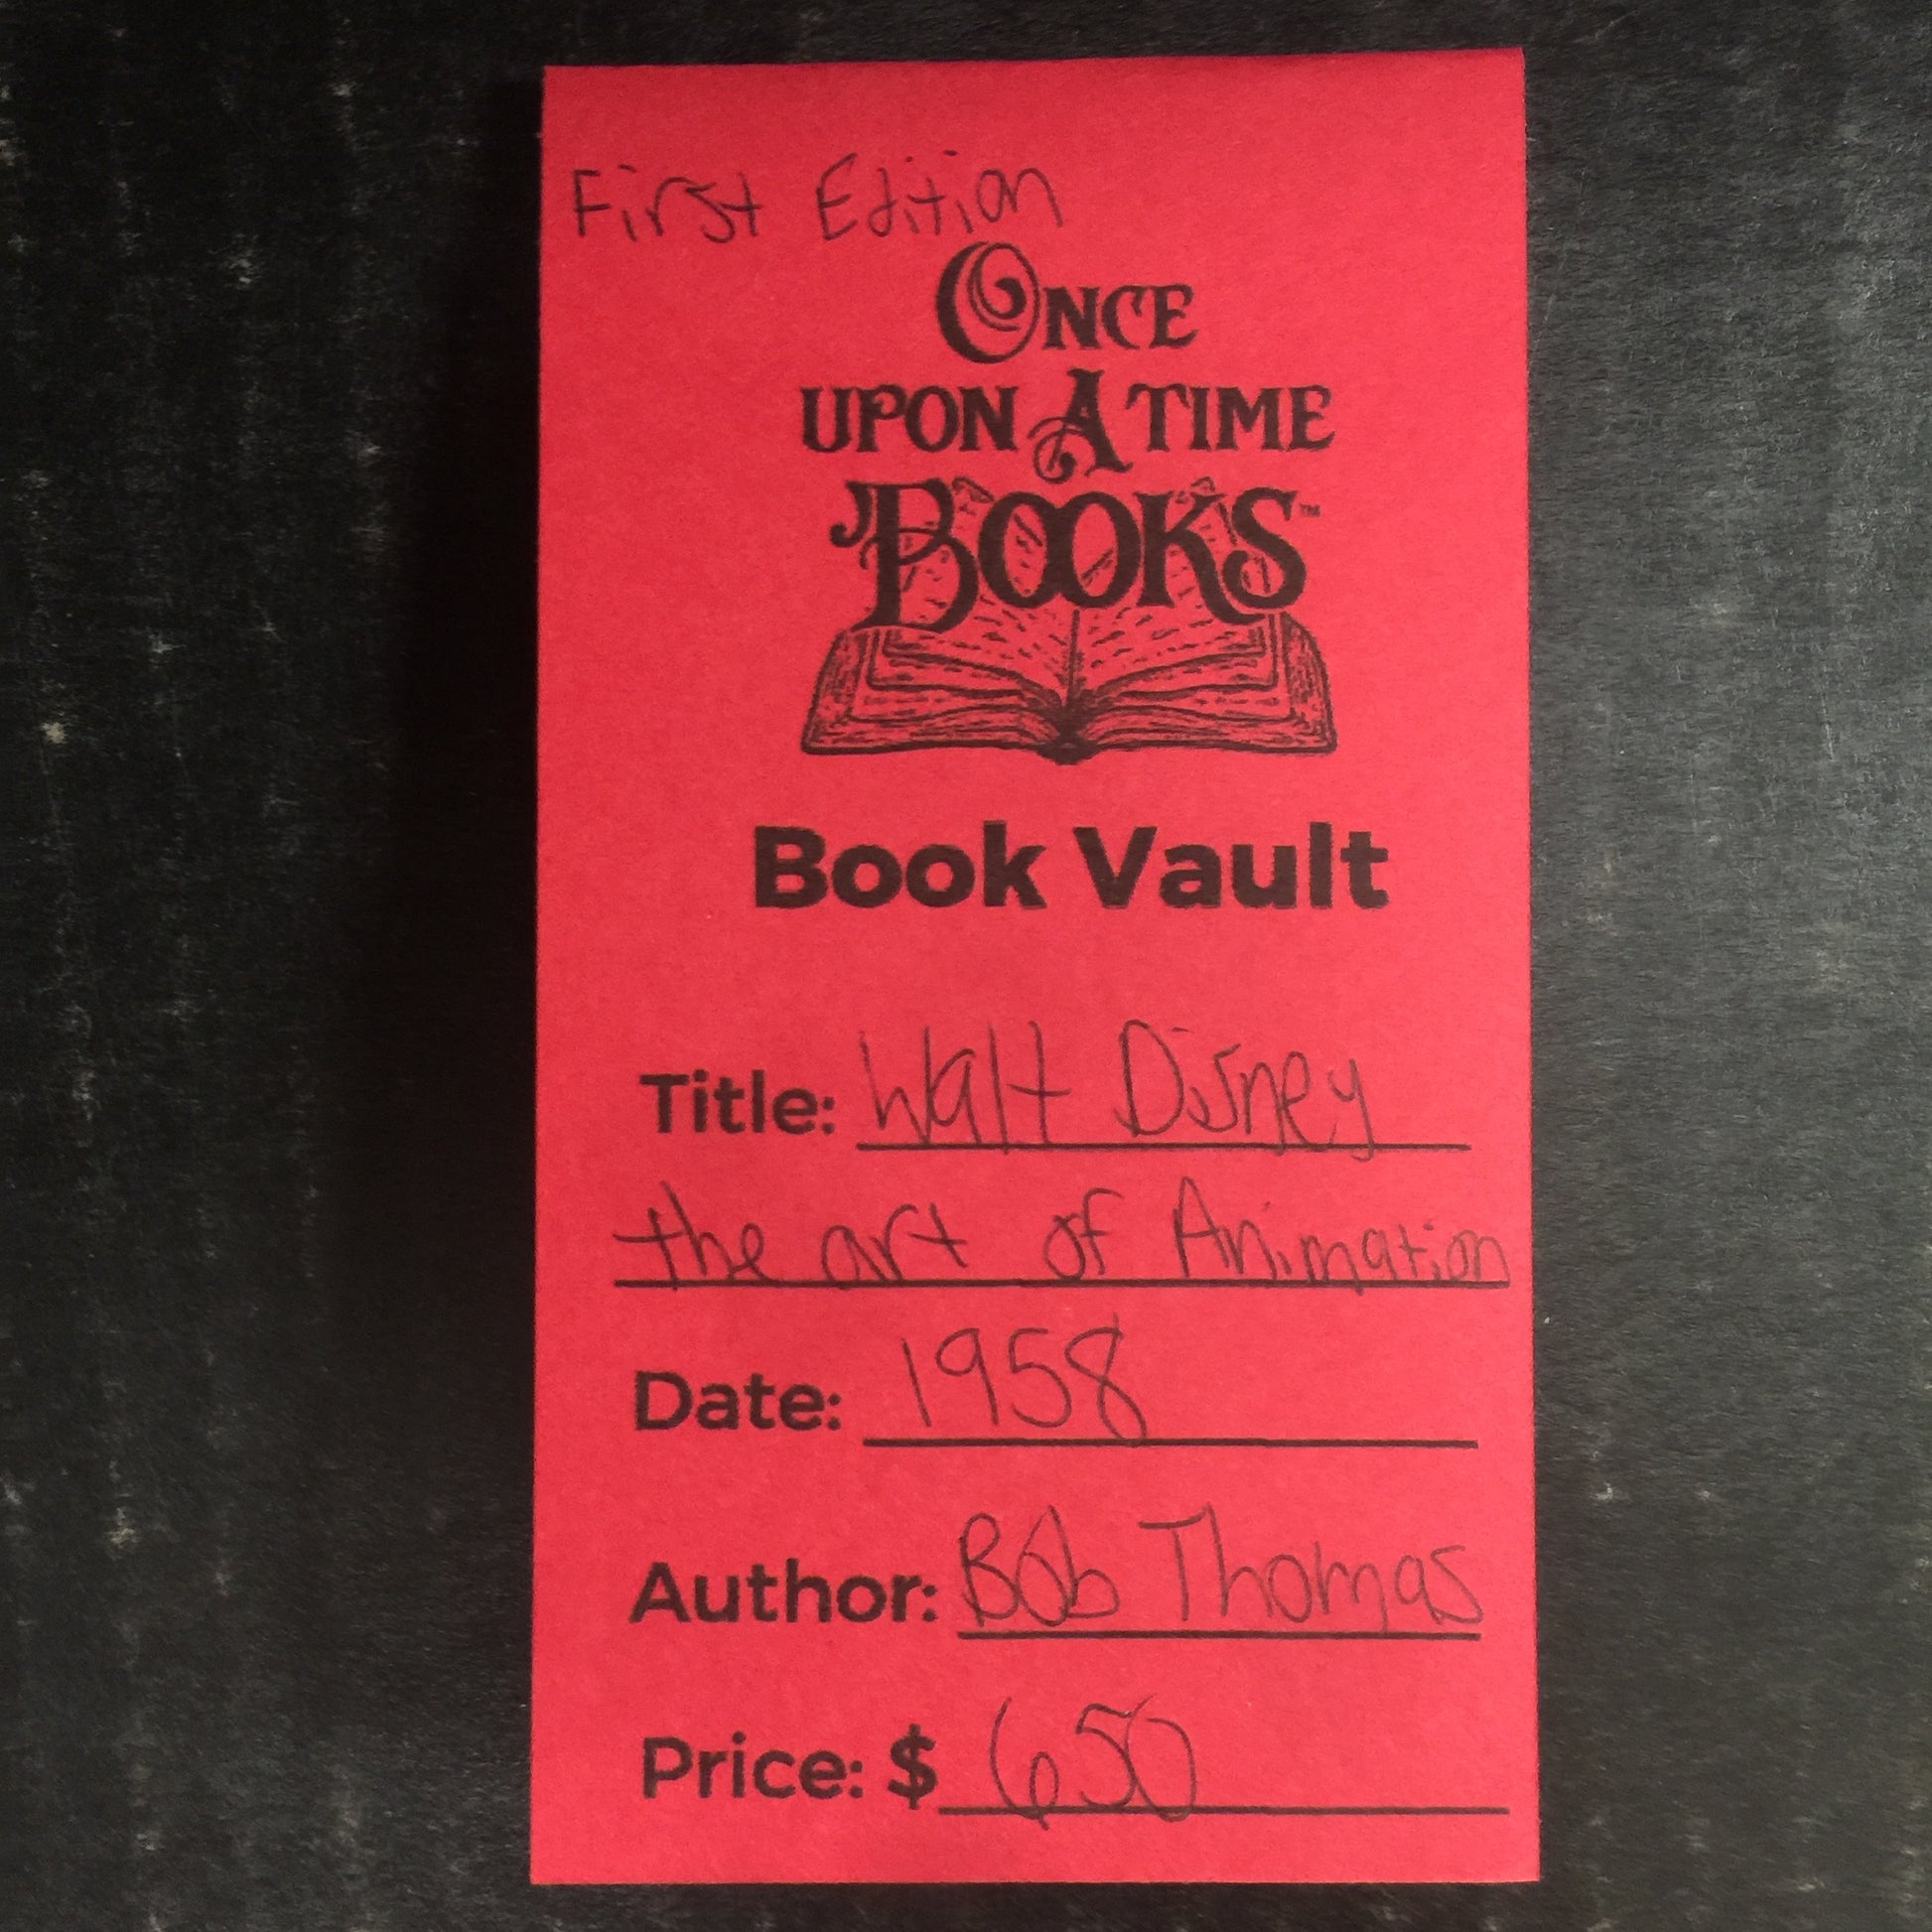 First Edition
ONCE
UPON A TIME
BOOKS™
Book Vault
Title: Walt Disney
the art of Animation
Date: 1958
Author: Bob Thomas
Price: $ 650